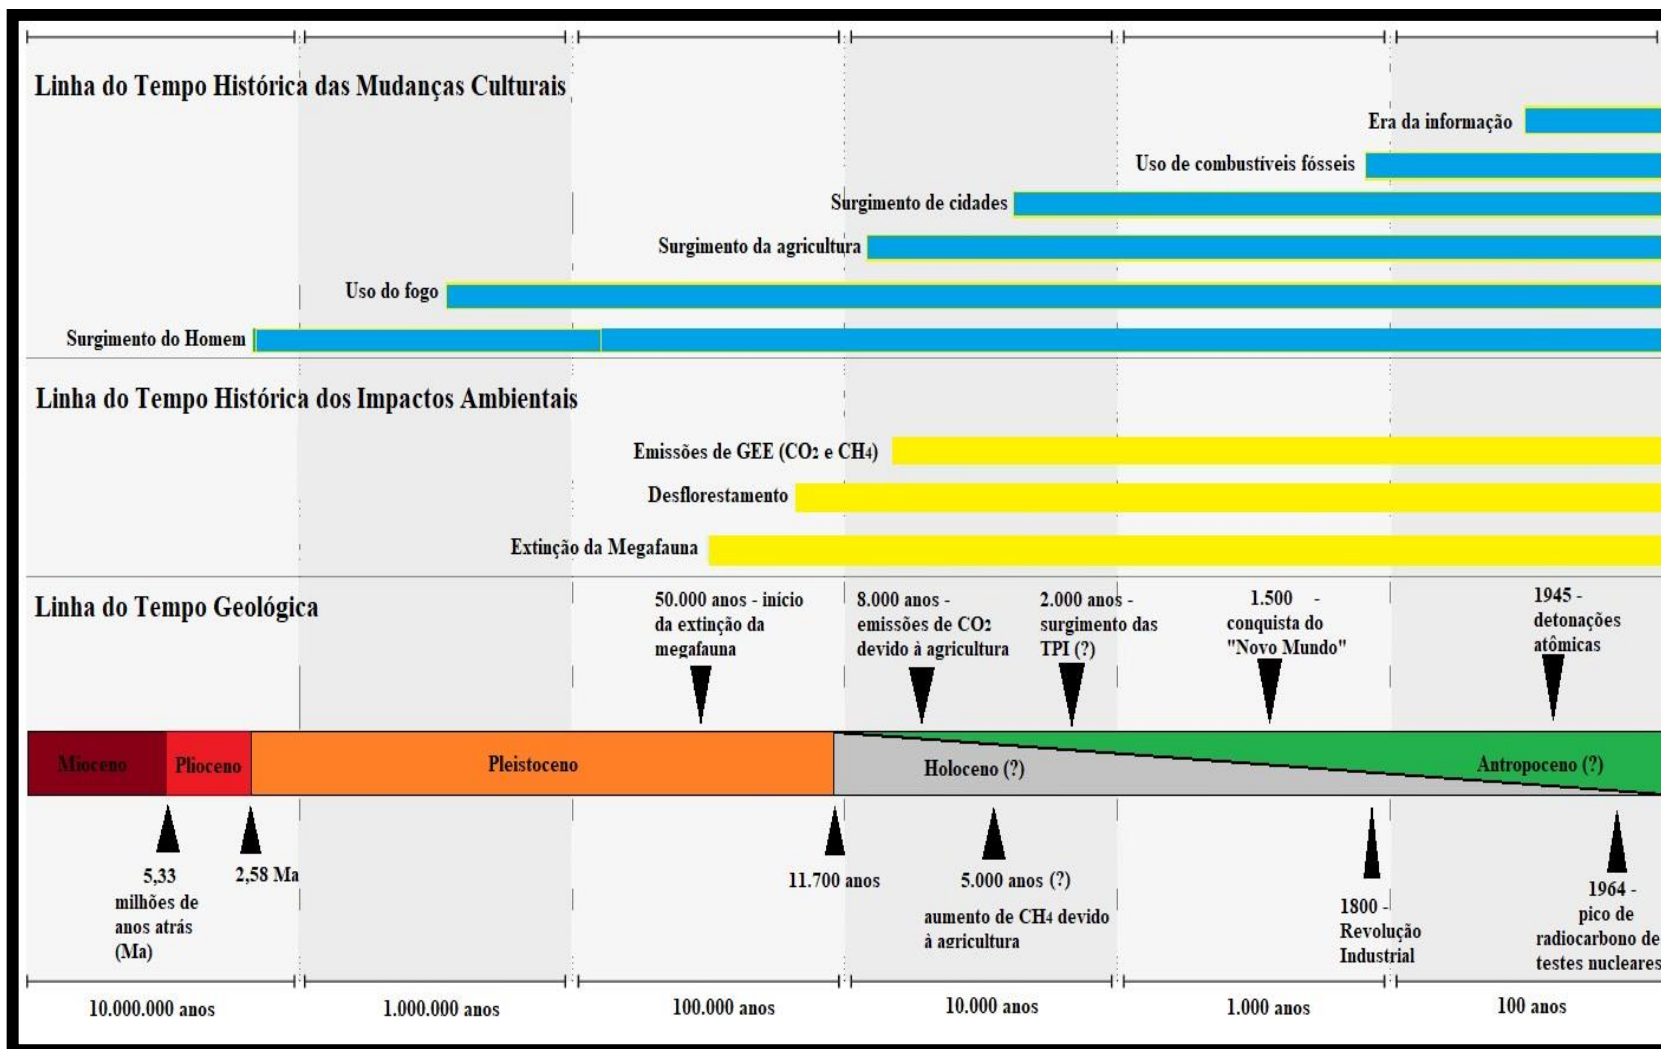 Linha do Tempo Histórica das Mudanças Culturais
Era da informação
Uso de combustíveis fósseis
Surgimento de cidades
Surgimento da agricultura
Uso do fogo
Surgimento do Homem
Linha do Tempo Histórica dos Impactos Ambientais
Emissões de GEE (CO₂ e CH₄)
Desflorestamento
Extinção da Megafauna
Linha do Tempo Geológica
50.000 anos - início
da extinção da
megafauna
8.000 anos -
emissões de CO₂
devido à agricultura
2.000 anos -
surgimento das
TPI (?)
1.500 -
conquista do
"Novo Mundo"
1945 -
detonações
atômicas
Mioceno
Plioceno
Pleistoceno
Holoceno (?)
Antropoceno (?)
5,33
milhões de
anos atrás
(Ma)
2,58 Ma
11.700 anos
5.000 anos (?)
aumento de CH₄ devido
à agricultura
1800 -
Revolução
Industrial
1964 -
pico de
radiocarbono de
testes nucleares
10.000.000 anos
1.000.000 anos
100.000 anos
10.000 anos
1.000 anos
100 anos